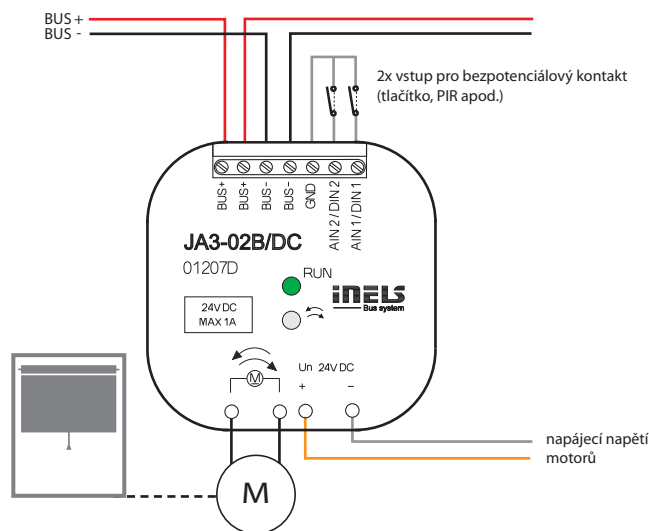 BUS +
BUS -
2x vstup pro bezpotenciálový kontakt
(tlačítko, PIR apod.)
BUS+
BUS+
BUS-
BUS-
GND
AIN 2 / DIN 2
AIN 1 / DIN 1
JA3-02B/DC
01207D
RUN
iNELS
Bus system
24V DC
MAX 1A
M
Un 24V DC
+ −
napájecí napětí
motorů
M